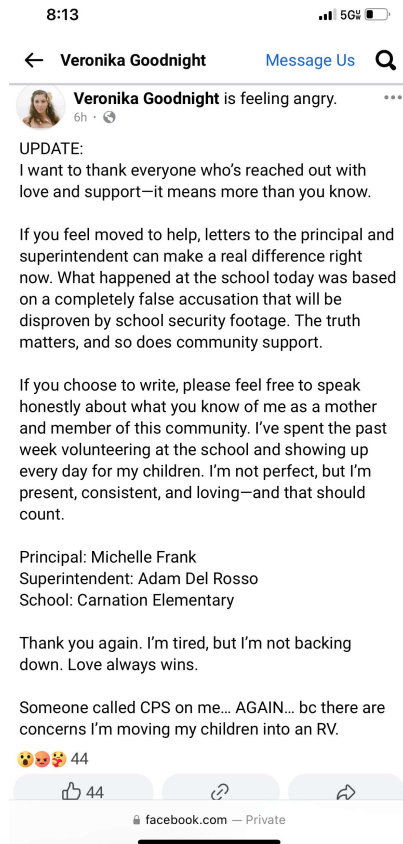 8:13
5G
Veronika Goodnight
Message Us
Veronika Goodnight is feeling angry.
6h
UPDATE:
I want to thank everyone who's reached out with
love and support—it means more than you know.
If you feel moved to help, letters to the principal and
superintendent can make a real difference right
now. What happened at the school today was based
on a completely false accusation that will be
disproven by school security footage. The truth
matters, and so does community support.
If you choose to write, please feel free to speak
honestly about what you know of me as a mother
and member of this community. I've spent the past
week volunteering at the school and showing up
every day for my children. I'm not perfect, but I'm
present, consistent, and loving—and that should
count.
Principal: Michelle Frank
Superintendent: Adam Del Rosso
School: Carnation Elementary
Thank you again. I'm tired, but I'm not backing
down. Love always wins.
Someone called CPS on me... AGAIN... bc there are
concerns I'm moving my children into an RV.
44
44
facebook.com — Private